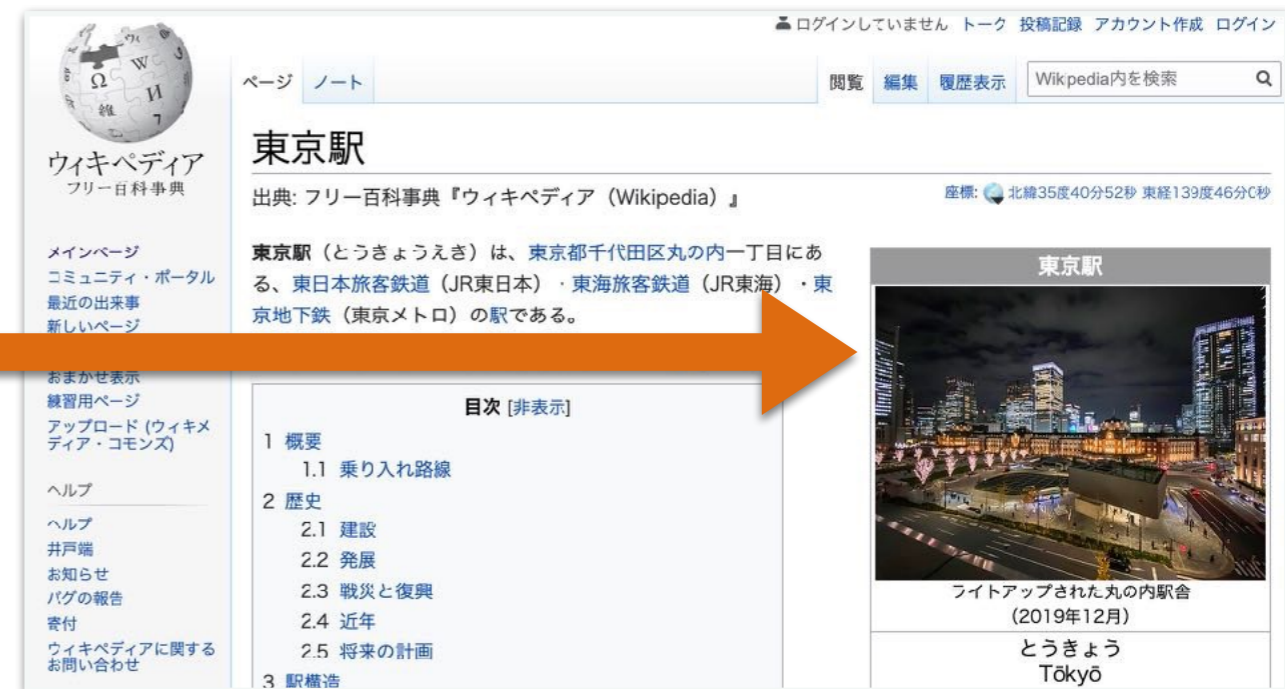 ログインしていません トーク 投稿記録 アカウント作成 ログイン
ページ ノート 閲覧 編集 履歴表示 Wikipedia内を検索
ウィキペディア
フリー百科事典
東京駅
出典: フリー百科事典『ウィキペディア（Wikipedia）』
座標: 北緯35度40分52秒 東経139度46分0秒
メインページ
コミュニティ・ポータル
最近の出来事
新しいページ
おまかせ表示
練習用ページ
アップロード (ウィキメ
ディア・コモンズ)
ヘルプ
ヘルプ
井戸端
お知らせ
バグの報告
寄付
ウィキペディアに関する
お問い合わせ
東京駅（とうきょうえき）は、東京都千代田区丸の内一丁目にあ
る、東日本旅客鉄道（JR東日本）・東海旅客鉄道（JR東海）・東
京地下鉄（東京メトロ）の駅である。
目次 [非表示]
1 概要
1.1 乗り入れ路線
2 歴史
2.1 建設
2.2 発展
2.3 戦災と復興
2.4 近年
2.5 将来の計画
3 駅構造
東京駅
ライトアップされた丸の内駅舎
（2019年12月）
とうきょう
Tōkyō